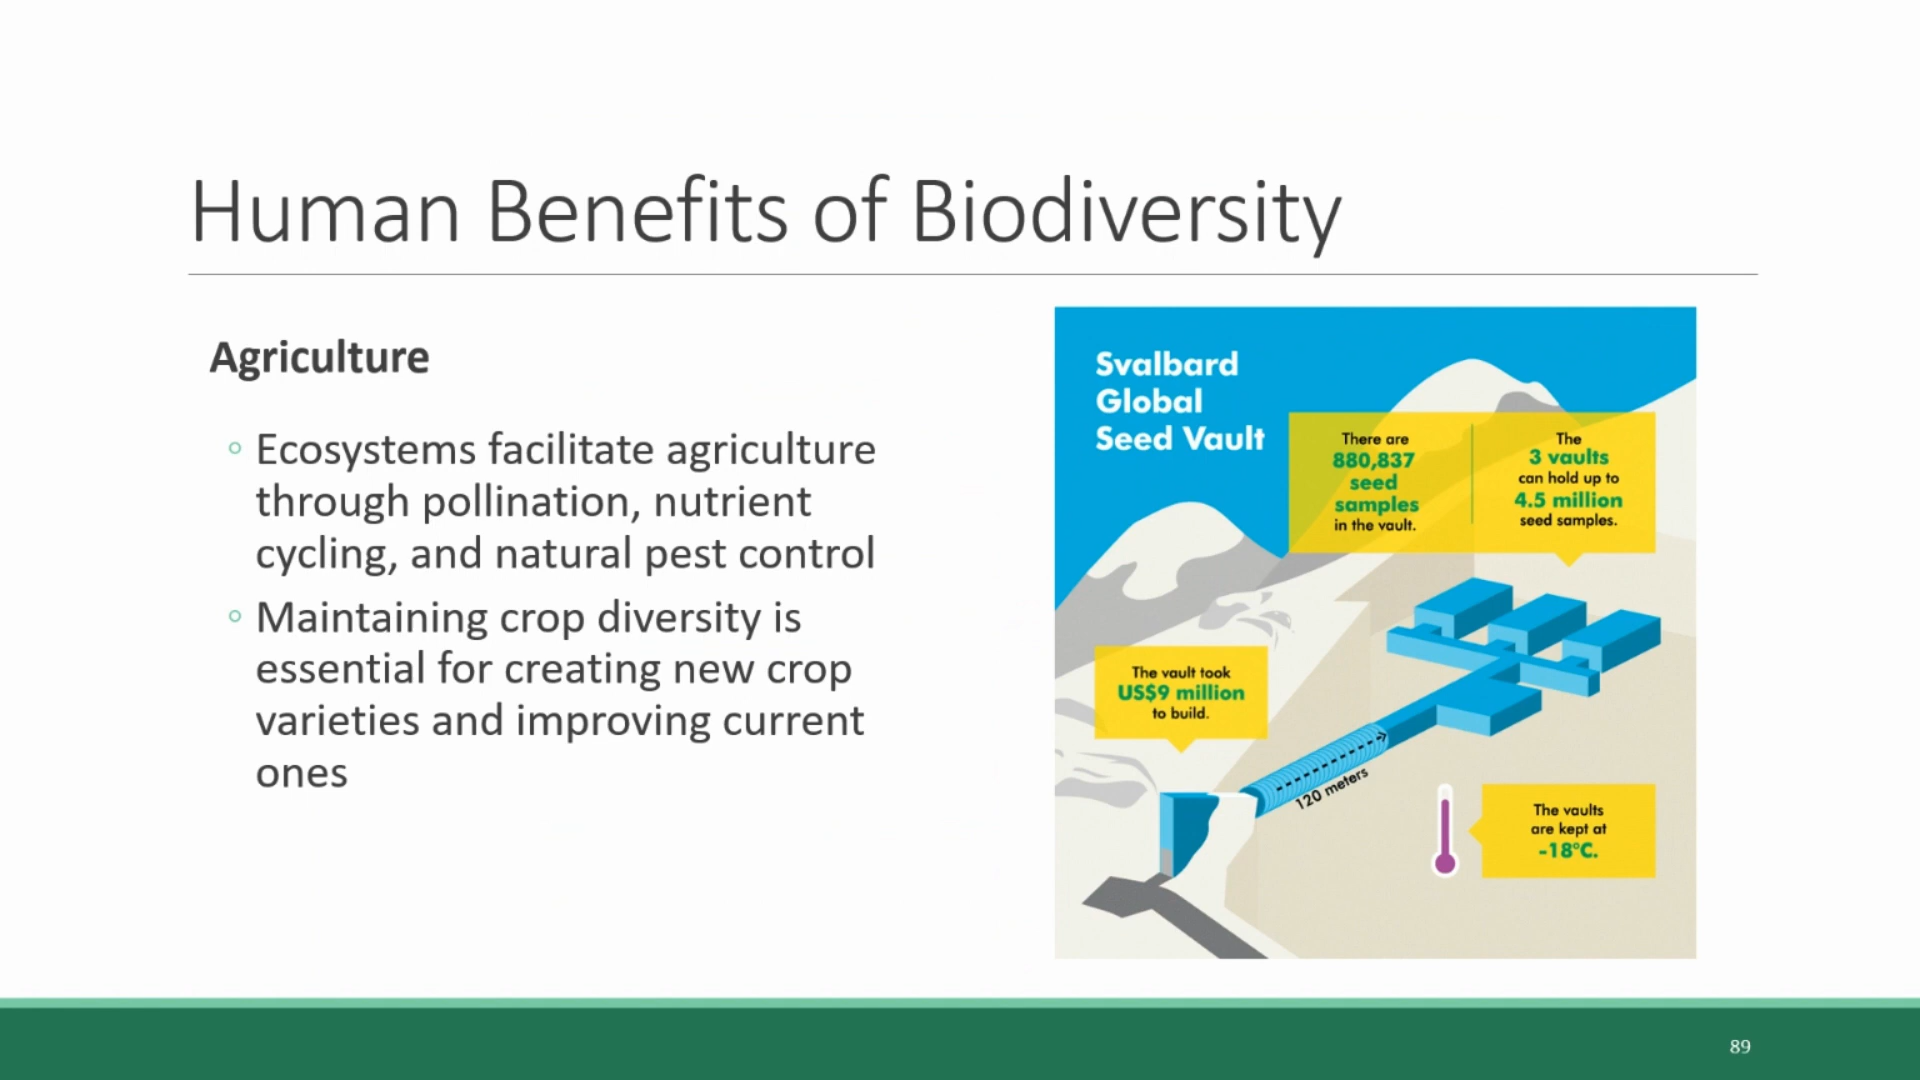 Human Benefits of Biodiversity
Agriculture
◦ Ecosystems facilitate agriculture
through pollination, nutrient
cycling, and natural pest control
◦ Maintaining crop diversity is
essential for creating new crop
varieties and improving current
ones
Svalbard
Global
Seed Vault
There are
880,837
seed
samples
in the vault.
The
3 vaults
can hold up to
4.5 million
seed samples.
The vault took
US$9 million
to build.
120 meters
The vaults
are kept at
-18°C.
89